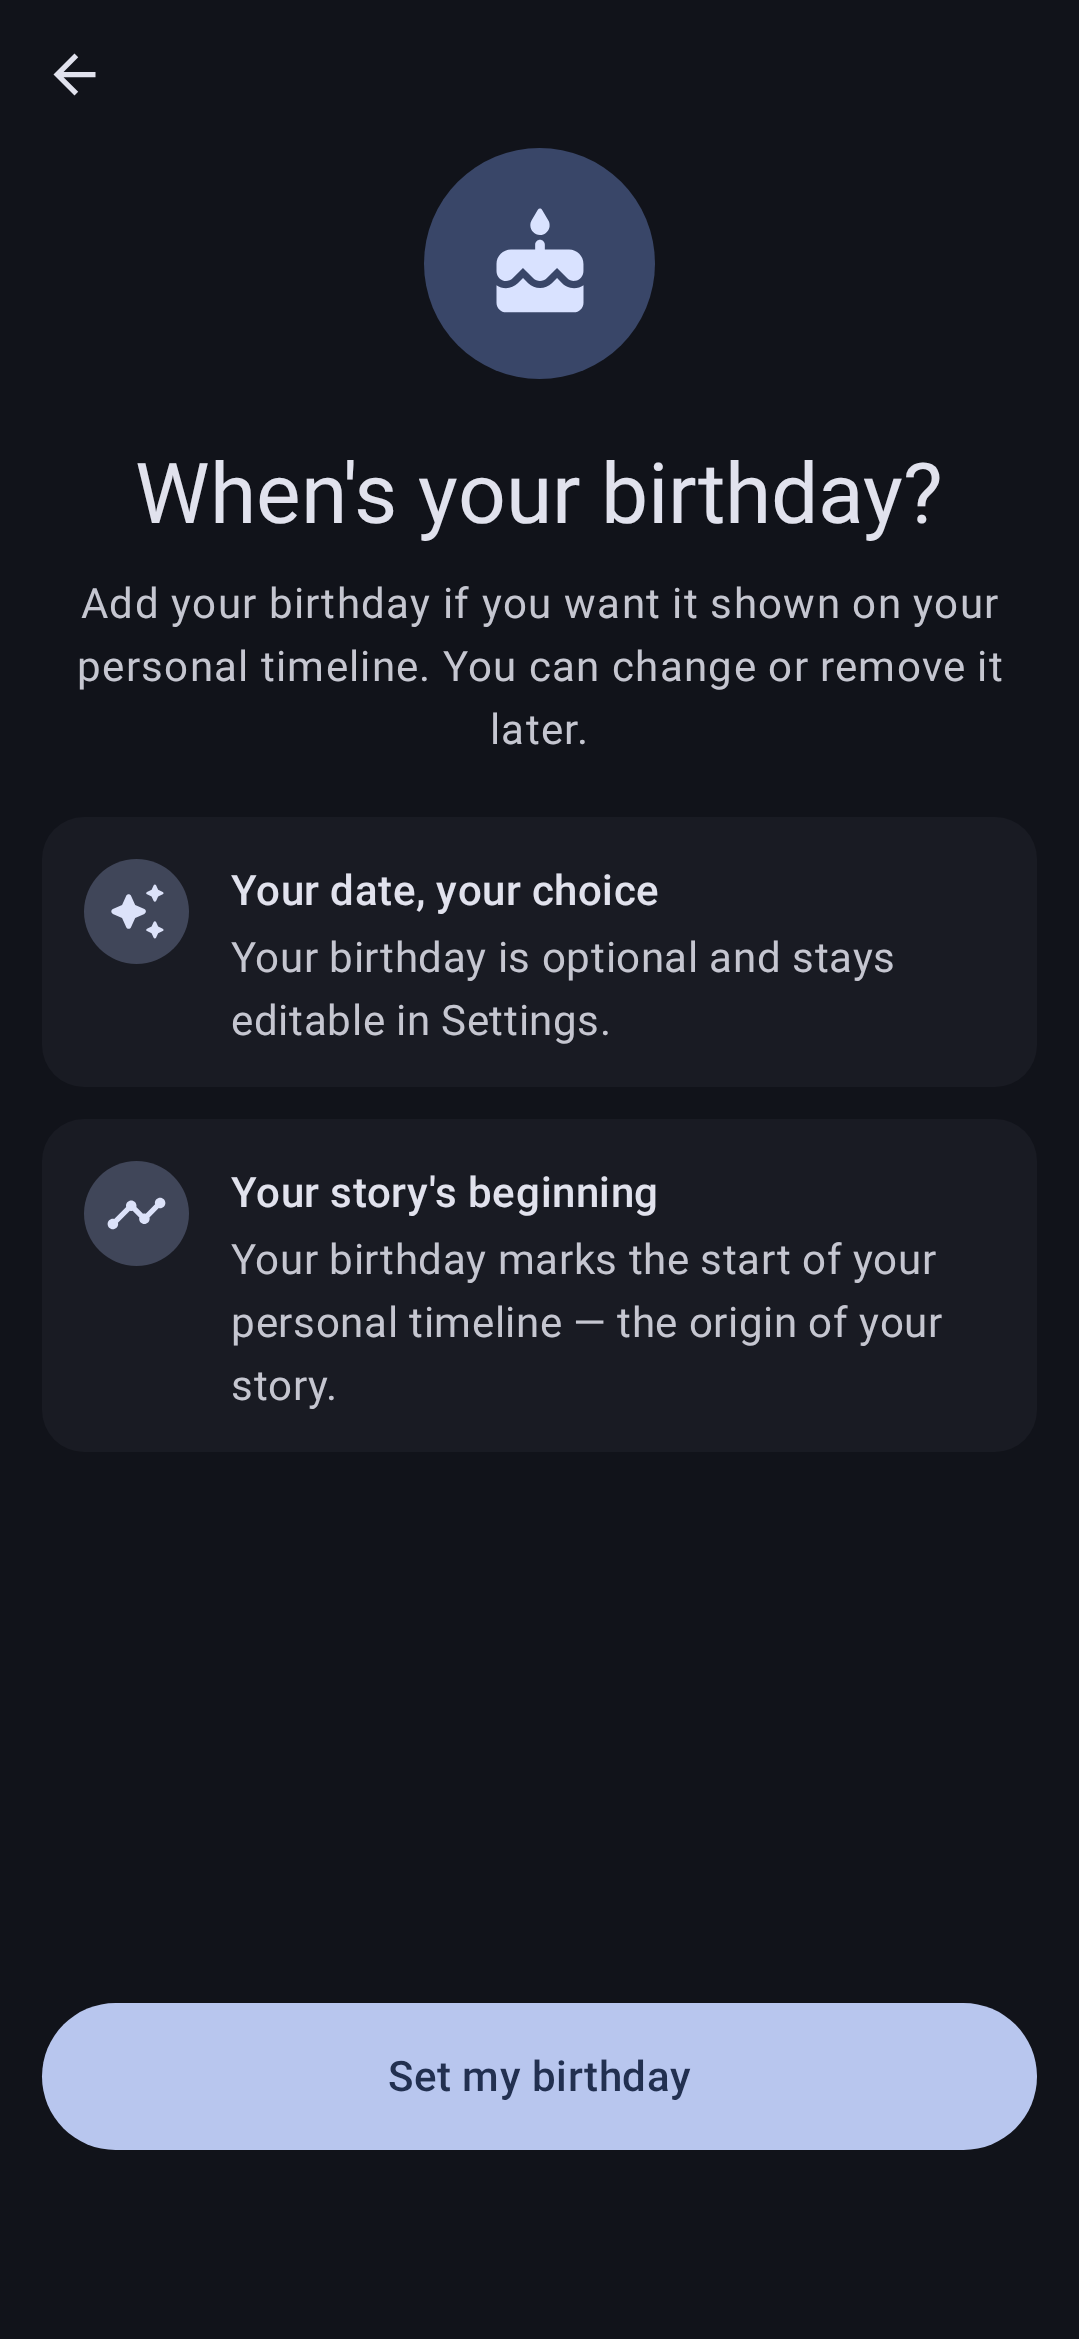 When's your birthday?
Add your birthday if you want it shown on your
personal timeline. You can change or remove it
later.
Your date, your choice
Your birthday is optional and stays
editable in Settings.
Your story's beginning
Your birthday marks the start of your
personal timeline — the origin of your
story.
Set my birthday